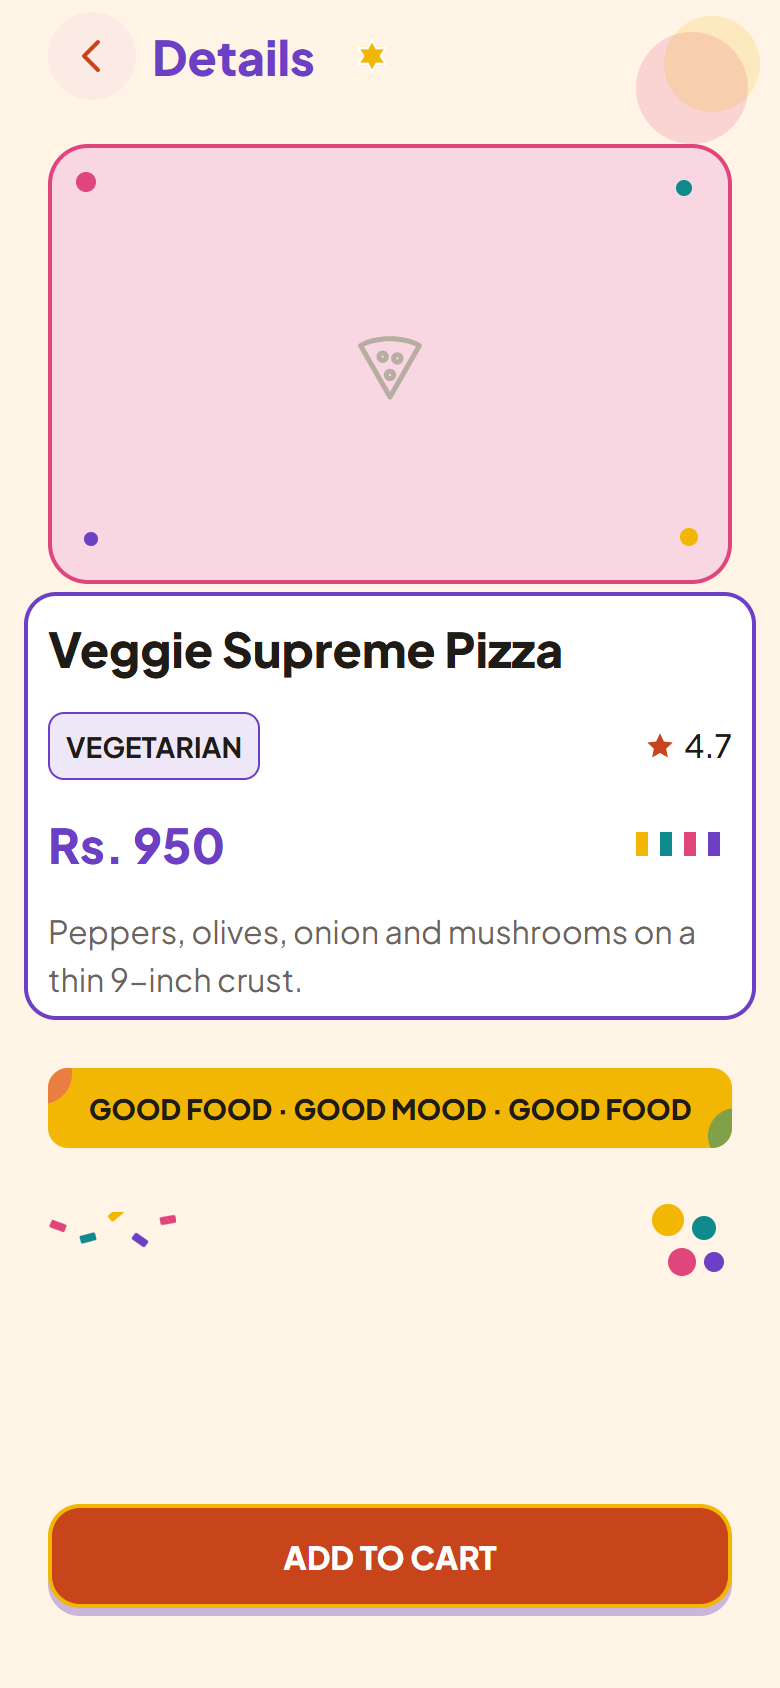 Details
Veggie Supreme Pizza
VEGETARIAN
4.7
Rs. 950
Peppers, olives, onion and mushrooms on a
thin 9-inch crust.
GOOD FOOD · GOOD MOOD · GOOD FOOD
ADD TO CART